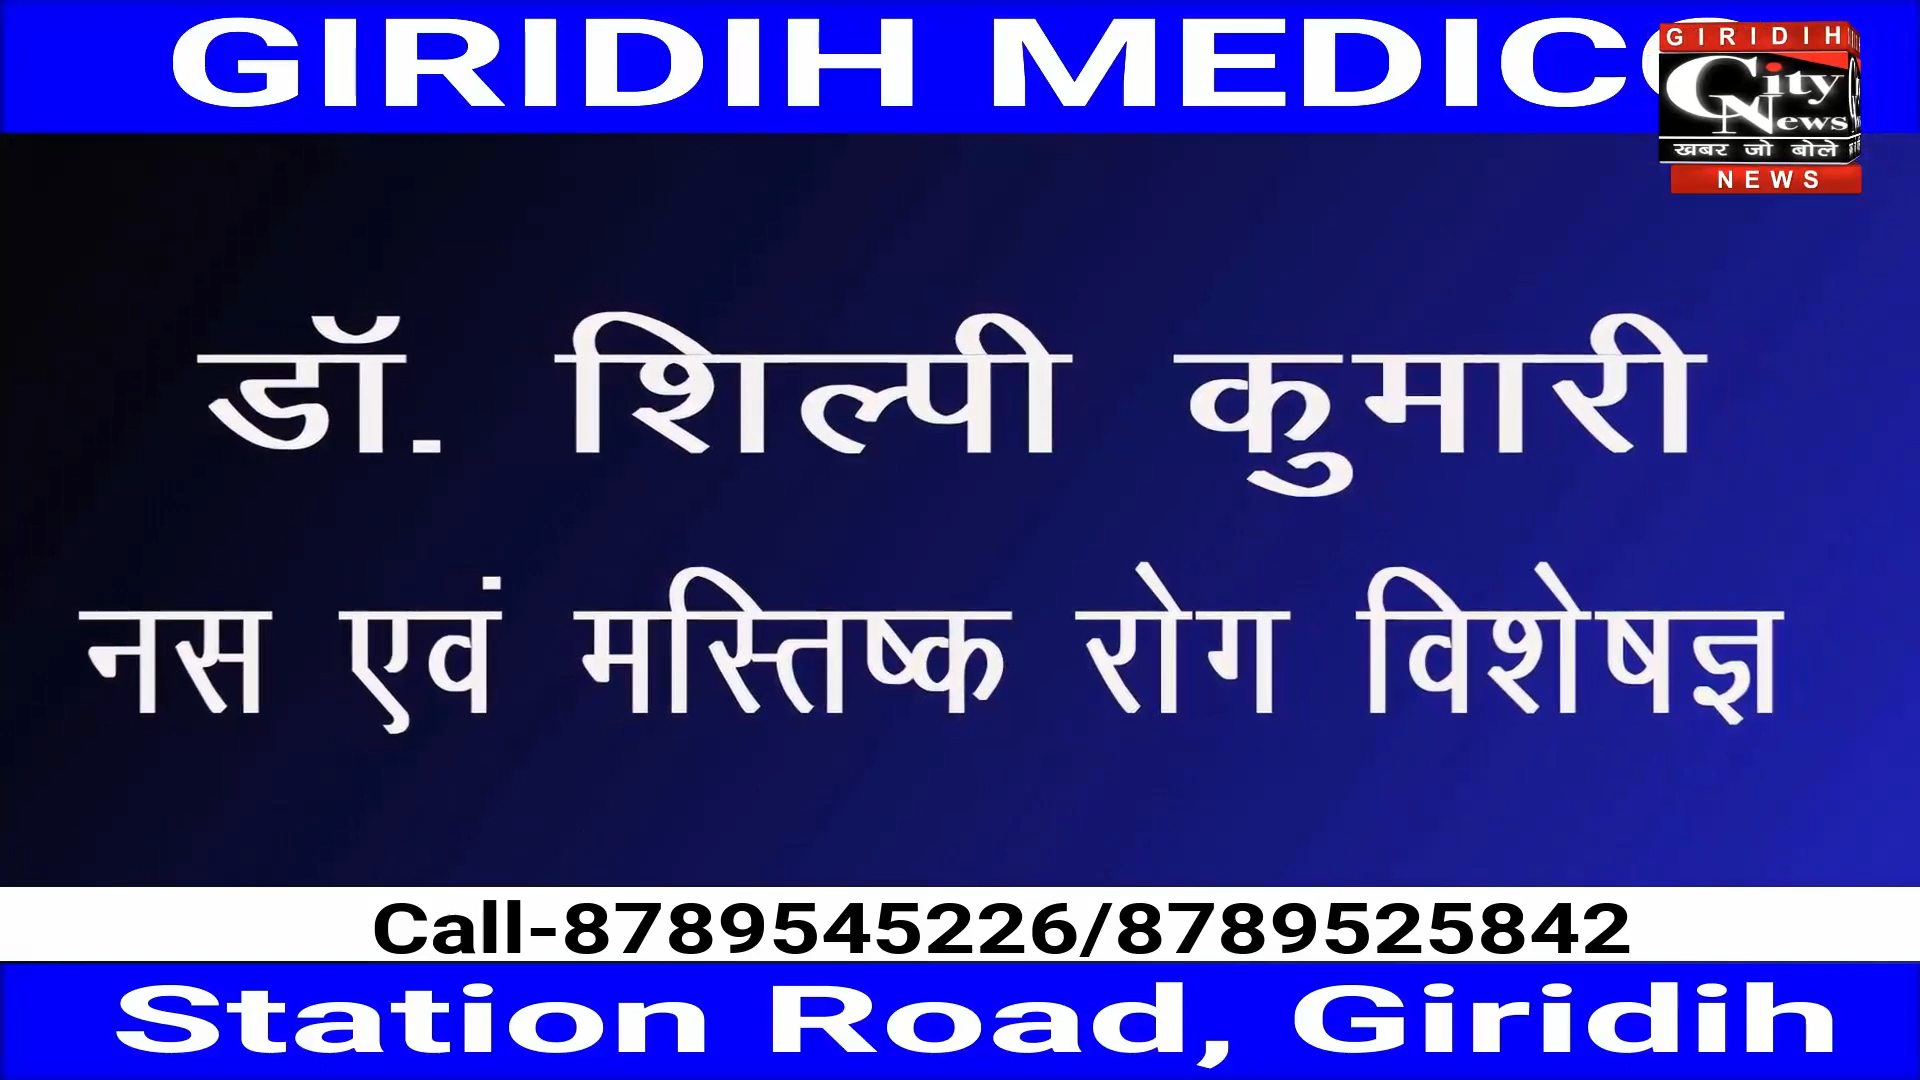 GIRIDIH MEDICO
GIRIDIH
City
News
खबर जो बोले
NEWS
डॉ. शिल्पी कुमारी
नस एवं मस्तिष्क रोग विशेषज्ञ
Call-8789545226/8789525842
Station Road, Giridih